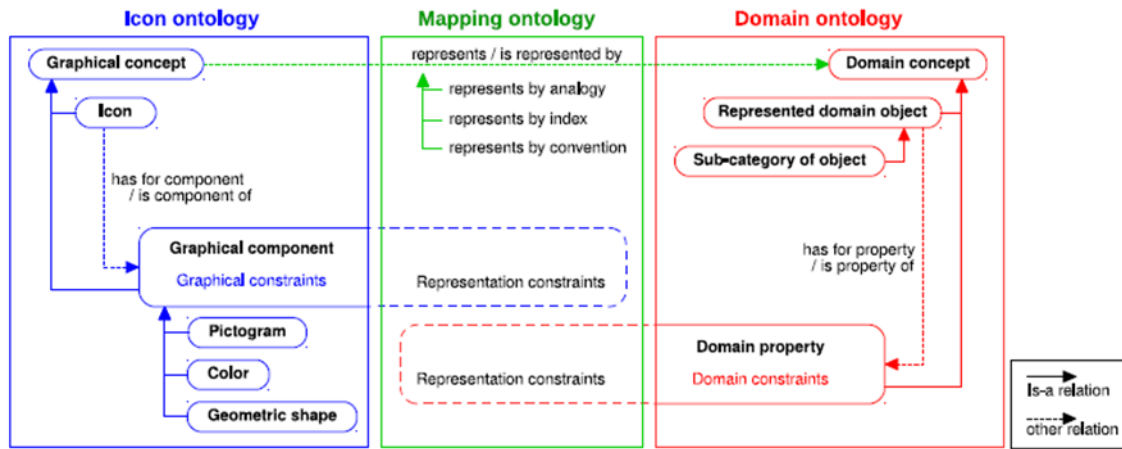 Icon ontology
Mapping ontology
Domain ontology
Graphical concept
represents / is represented by
Domain concept
Icon
represents by analogy
represents by index
represents by convention
Represented domain object
Sub-category of object
has for component
/ is component of
has for property
/ is property of
Graphical component
Graphical constraints
Representation constraints
Pictogram
Color
Geometric shape
Domain property
Representation constraints
Domain constraints
Is-a relation
other relation